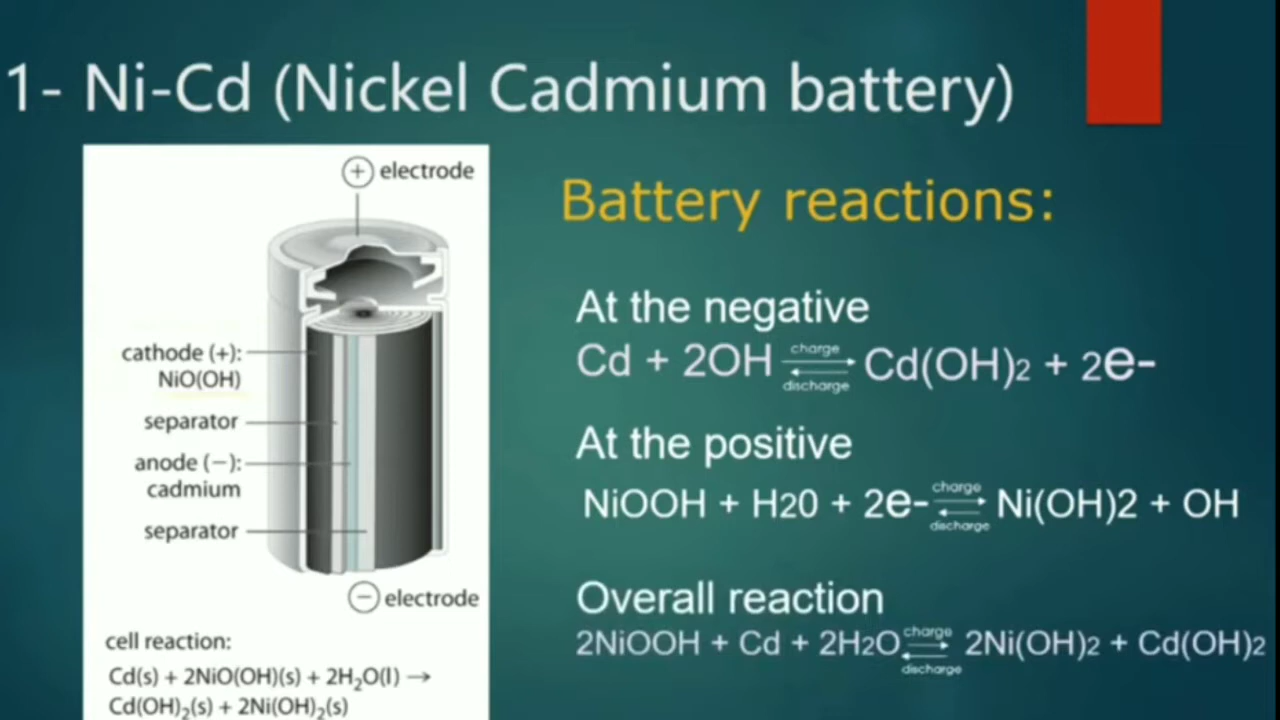 1- Ni-Cd (Nickel Cadmium battery)
+ electrode
cathode (+):
NiO(OH)
separator
anode (−):
cadmium
separator
− electrode
cell reaction:
Cd(s) + 2NiO(OH)(s) + 2H₂O(l) →
Cd(OH)₂(s) + 2Ni(OH)₂(s)
Battery reactions:
At the negative
Cd + 2OH charge discharge Cd(OH)2 + 2e-
At the positive
NiOOH + H20 + 2e- charge discharge Ni(OH)2 + OH
Overall reaction
2NiOOH + Cd + 2H2O charge discharge 2Ni(OH)2 + Cd(OH)2